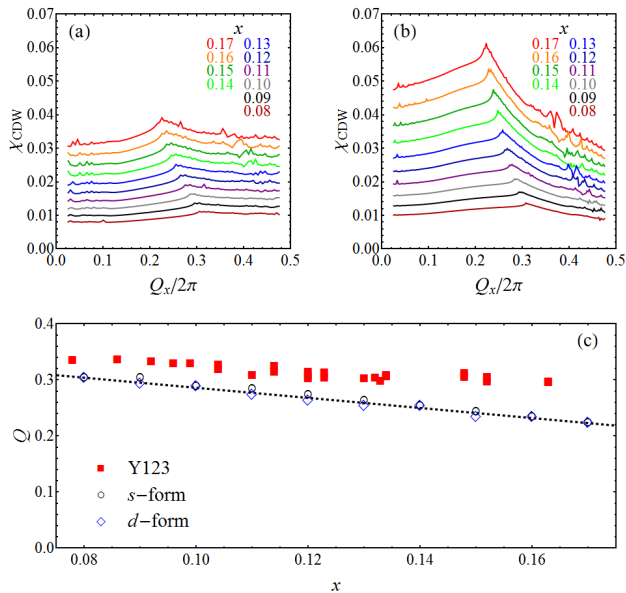 (a)
x
0.17 0.13
0.16 0.12
0.15 0.11
0.14 0.10
0.09
0.08
χCDW
0.07
0.06
0.05
0.04
0.03
0.02
0.01
0.00
0.0 0.1 0.2 0.3 0.4 0.5
Qx/2π
(b)
x
0.17 0.13
0.16 0.12
0.15 0.11
0.14 0.10
0.09
0.08
χCDW
0.07
0.06
0.05
0.04
0.03
0.02
0.01
0.00
0.0 0.1 0.2 0.3 0.4 0.5
Qx/2π
(c)
Q
0.4
0.3
0.2
0.1
0.0
Y123
s-form
d-form
0.08 0.10 0.12 0.14 0.16
x